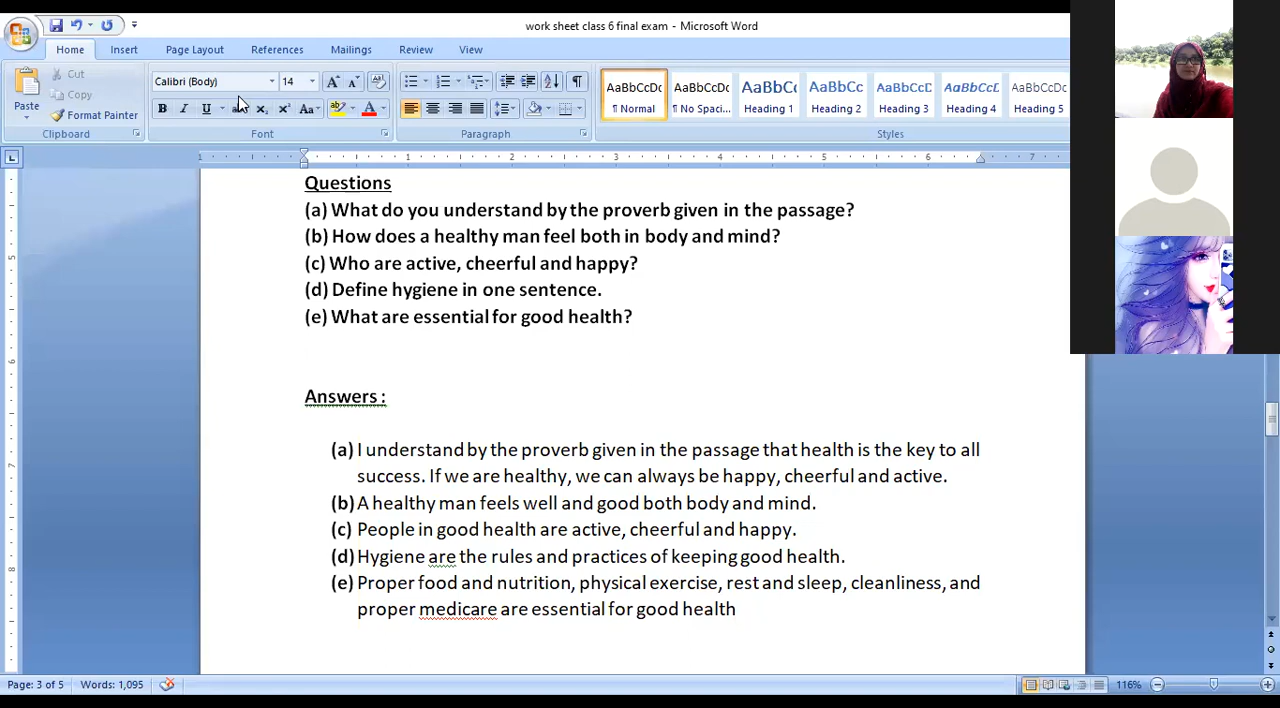 work sheet class 6 final exam - Microsoft Word
Home Insert Page Layout References Mailings Review View
Cut
Copy
Format Painter
Paste
Clipboard
Calibri (Body) 14
Font
Paragraph
AaBbCcDc AaBbCcDc AaBbC AaBbCc AaBbCcD AaBbCcD AaBbCcDc
¶ Normal ¶ No Spaci... Heading 1 Heading 2 Heading 3 Heading 4 Heading 5
Styles
Questions
(a) What do you understand by the proverb given in the passage?
(b) How does a healthy man feel both in body and mind?
(c) Who are active, cheerful and happy?
(d) Define hygiene in one sentence.
(e) What are essential for good health?
Answers :
(a) I understand by the proverb given in the passage that health is the key to all
success. If we are healthy, we can always be happy, cheerful and active.
(b) A healthy man feels well and good both body and mind.
(c) People in good health are active, cheerful and happy.
(d) Hygiene are the rules and practices of keeping good health.
(e) Proper food and nutrition, physical exercise, rest and sleep, cleanliness, and
proper medicare are essential for good health
Page: 3 of 5 Words: 1,095 116%